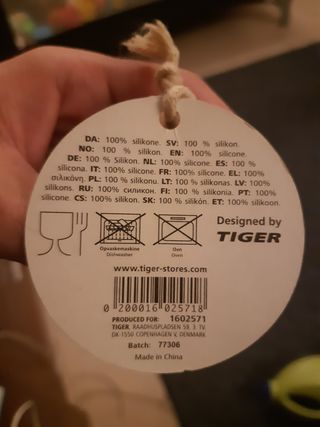 DA: 100% silikone. SV: 100 % silikon.
NO: 100 % silikon. EN: 100% silicone.
DE: 100 % Silikon. NL: 100% silicone. ES: 100 %
silicona. IT: 100% silicone. FR: 100% silicone. EL: 100%
σιλικόνη. PL: 100% silikonu LT: 100% silikonas. LV: 100%
silikons. RU: 100% силикон. FI: 100 % silikonia. PT: 100%
silicone. CS: 100% silikon. SK: 100 % silikón. ET: 100% silikoon.
Designed by
TIGER
Opvaskemaskine
Dishwasher
Ovn
Oven
www.tiger-stores.com
0 200016 025718
PRODUCED FOR: 1602571
TIGER, RAADHUSPLADSEN 59, 3. TV.
DK-1550 COPENHAGEN V. DENMARK
Batch: 77306
Made in China